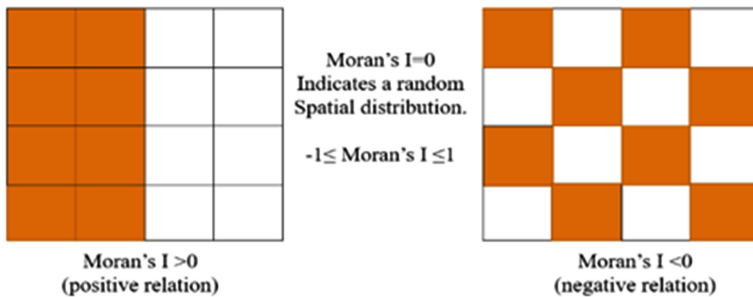 Moran's I=0
Indicates a random
Spatial distribution.
-1≤ Moran's I ≤1
Moran's I >0
(positive relation)
Moran's I <0
(negative relation)